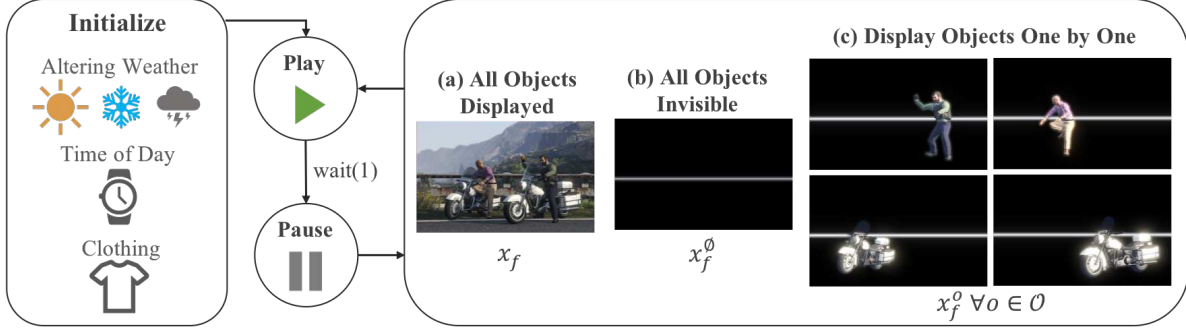 Initialize
Altering Weather
Time of Day
Clothing
Play
wait(1)
Pause
(a) All Objects
Displayed
x_f
(b) All Objects
Invisible
x_f^∅
(c) Display Objects One by One
x_f^o ∀o ∈ 𝒪